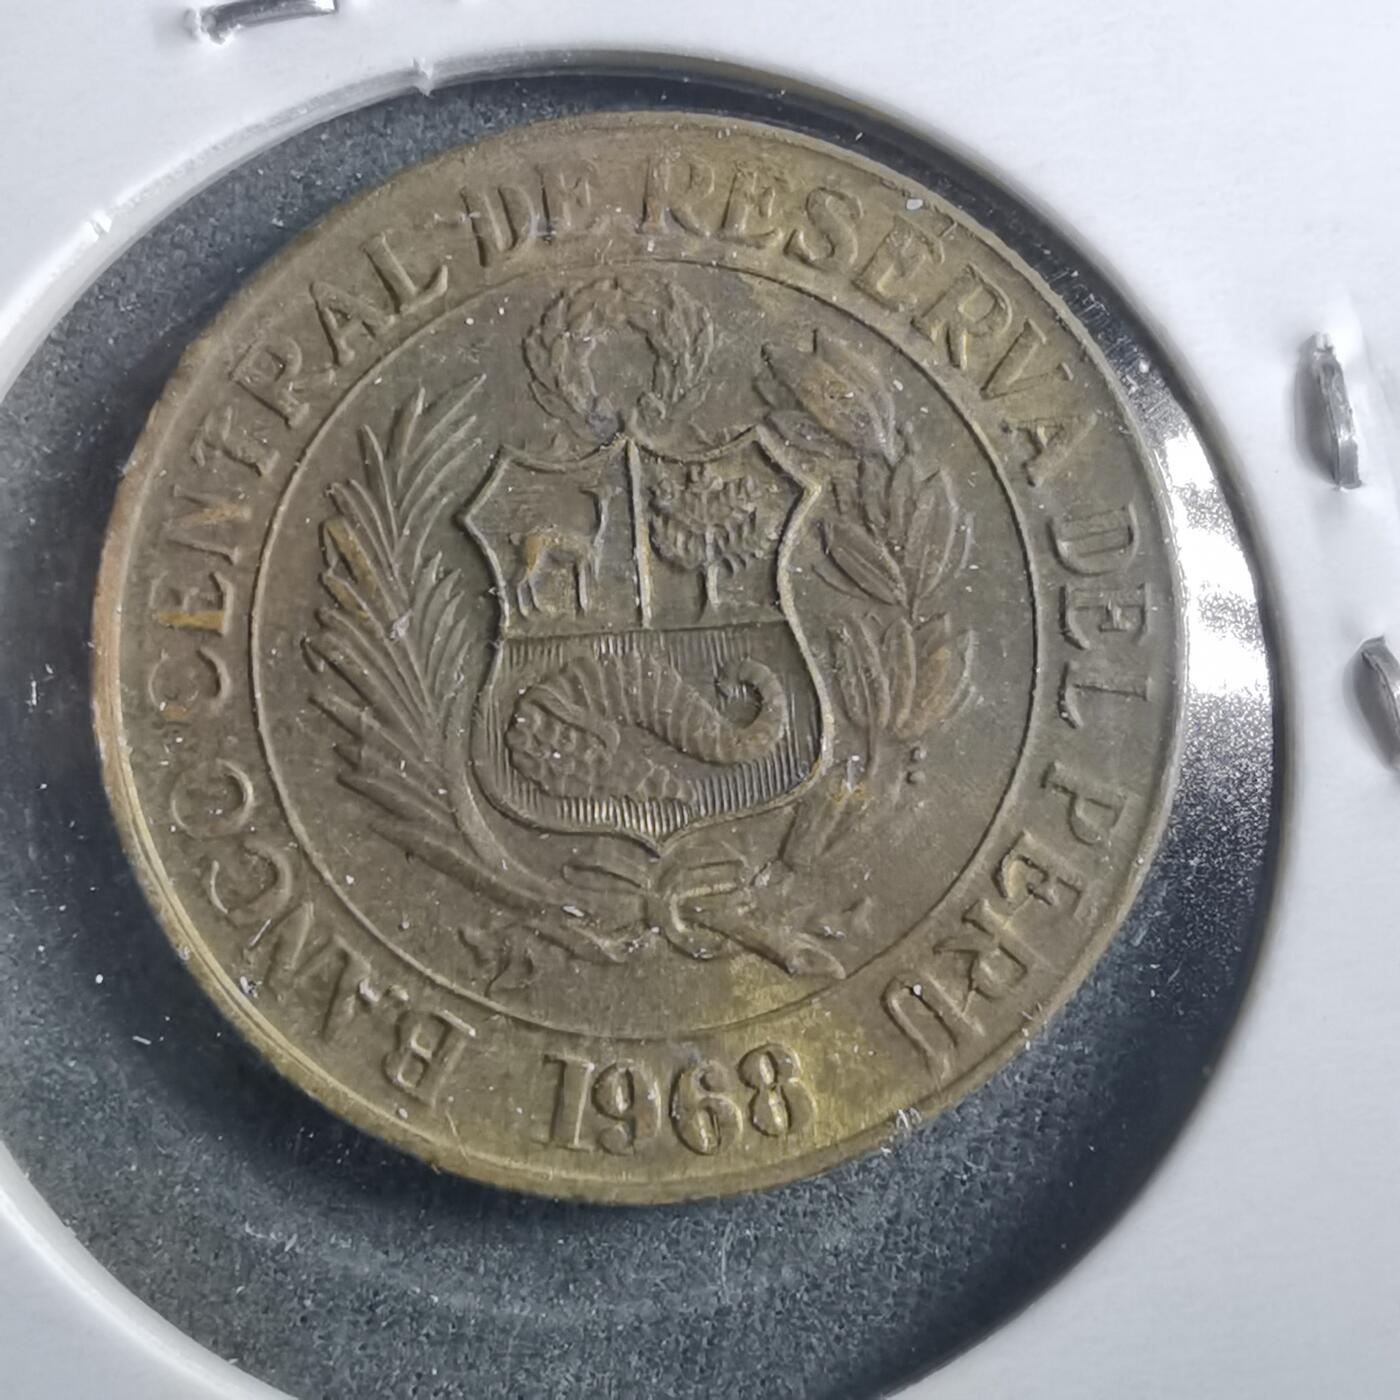 BANCO CENTRAL DE RESERVA DEL PERU
1968